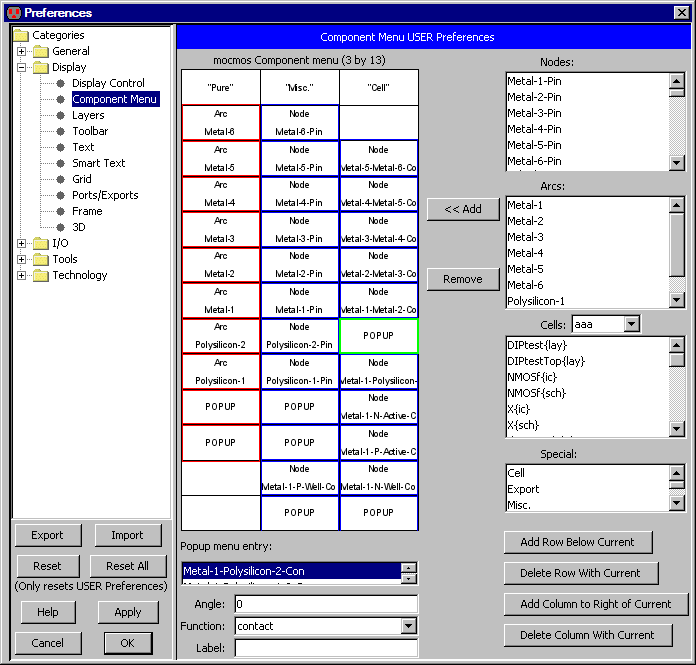 Preferences
Categories
General
Display
Display Control
Component Menu
Layers
Toolbar
Text
Smart Text
Grid
Ports/Exports
Frame
3D
I/O
Tools
Technology
Export Import
Reset Reset All
(Only resets USER Preferences)
Help Apply
Cancel OK
Component Menu USER Preferences
mocmos Component menu (3 by 13)
"Pure" "Misc." "Cell"
Arc Node
Metal-6 Metal-6-Pin
Arc Node Node
Metal-5 Metal-5-Pin Metal-5-Metal-6-Co
Arc Node Node
Metal-4 Metal-4-Pin Metal-4-Metal-5-Co
Arc Node Node
Metal-3 Metal-3-Pin Metal-3-Metal-4-Co
Arc Node Node
Metal-2 Metal-2-Pin Metal-2-Metal-3-Co
Arc Node Node
Metal-1 Metal-1-Pin Metal-1-Metal-2-Co
Arc Node POPUP
Polysilicon-2 Polysilicon-2-Pin
Arc Node Node
Polysilicon-1 Polysilicon-1-Pin Metal-1-Polysilicon-
POPUP POPUP Node
Metal-1-N-Active-C
POPUP POPUP Node
Metal-1-P-Active-C
Node Node
Metal-1-P-Well-Co Metal-1-N-Well-Co
POPUP POPUP
Popup menu entry:
Metal-1-Polysilicon-2-Con
Angle: 0
Function: contact
Label:
<< Add
Remove
Nodes:
Metal-1-Pin
Metal-2-Pin
Metal-3-Pin
Metal-4-Pin
Metal-5-Pin
Metal-6-Pin
Arcs:
Metal-1
Metal-2
Metal-3
Metal-4
Metal-5
Metal-6
Polysilicon-1
Cells: aaa
DIPtest{lay}
DIPtestTop{lay}
NMOSf{ic}
NMOSf{sch}
X{ic}
X{sch}
Special:
Cell
Export
Misc.
Add Row Below Current
Delete Row With Current
Add Column to Right of Current
Delete Column With Current